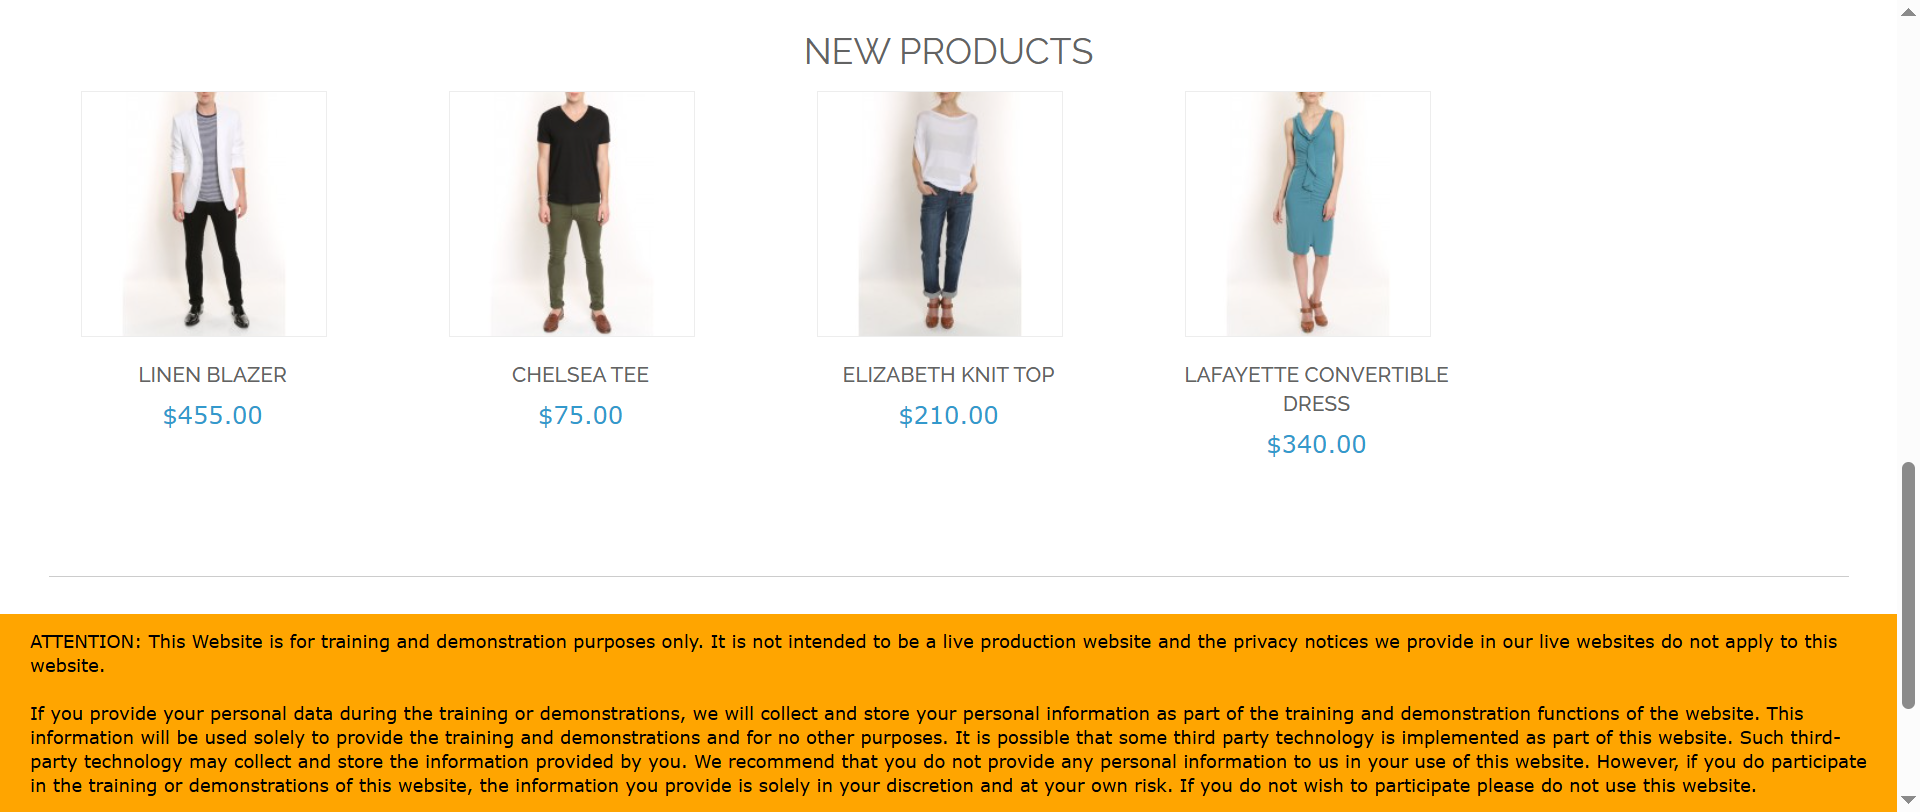 NEW PRODUCTS
LINEN BLAZER
$455.00
CHELSEA TEE
$75.00
ELIZABETH KNIT TOP
$210.00
LAFAYETTE CONVERTIBLE
DRESS
$340.00
ATTENTION: This Website is for training and demonstration purposes only. It is not intended to be a live production website and the privacy notices we provide in our live websites do not apply to this
website.
If you provide your personal data during the training or demonstrations, we will collect and store your personal information as part of the training and demonstration functions of the website. This
information will be used solely to provide the training and demonstrations and for no other purposes. It is possible that some third party technology is implemented as part of this website. Such third-
party technology may collect and store the information provided by you. We recommend that you do not provide any personal information to us in your use of this website. However, if you do participate
in the training or demonstrations of this website, the information you provide is solely in your discretion and at your own risk. If you do not wish to participate please do not use this website.